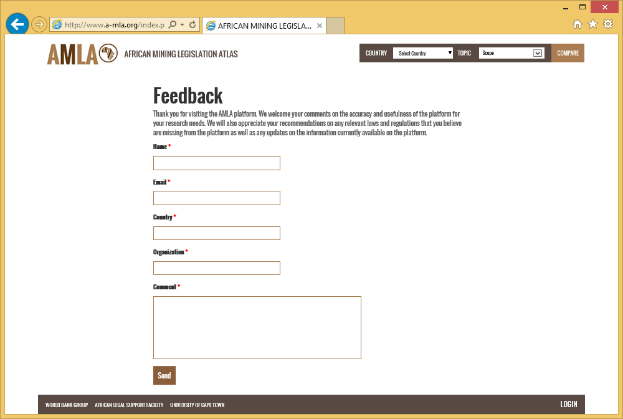 http://www.a-mla.org/index.p
AFRICAN MINING LEGISLA...
AMLA AFRICAN MINING LEGISLATION ATLAS
COUNTRY Select Country TOPIC Scope COMPARE
Feedback
Thank you for visiting the AMLA platform. We welcome your comments on the accuracy and usefulness of the platform for
your research needs. We will also appreciate your recommendations on any relevant laws and regulations that you believe
are missing from the platform as well as any updates on the information currently available on the platform.
Name *
Email *
Country *
Organization *
Comment *
Send
WORLD BANK GROUP AFRICAN LEGAL SUPPORT FACILITY UNIVERSITY OF CAPE TOWN LOGIN